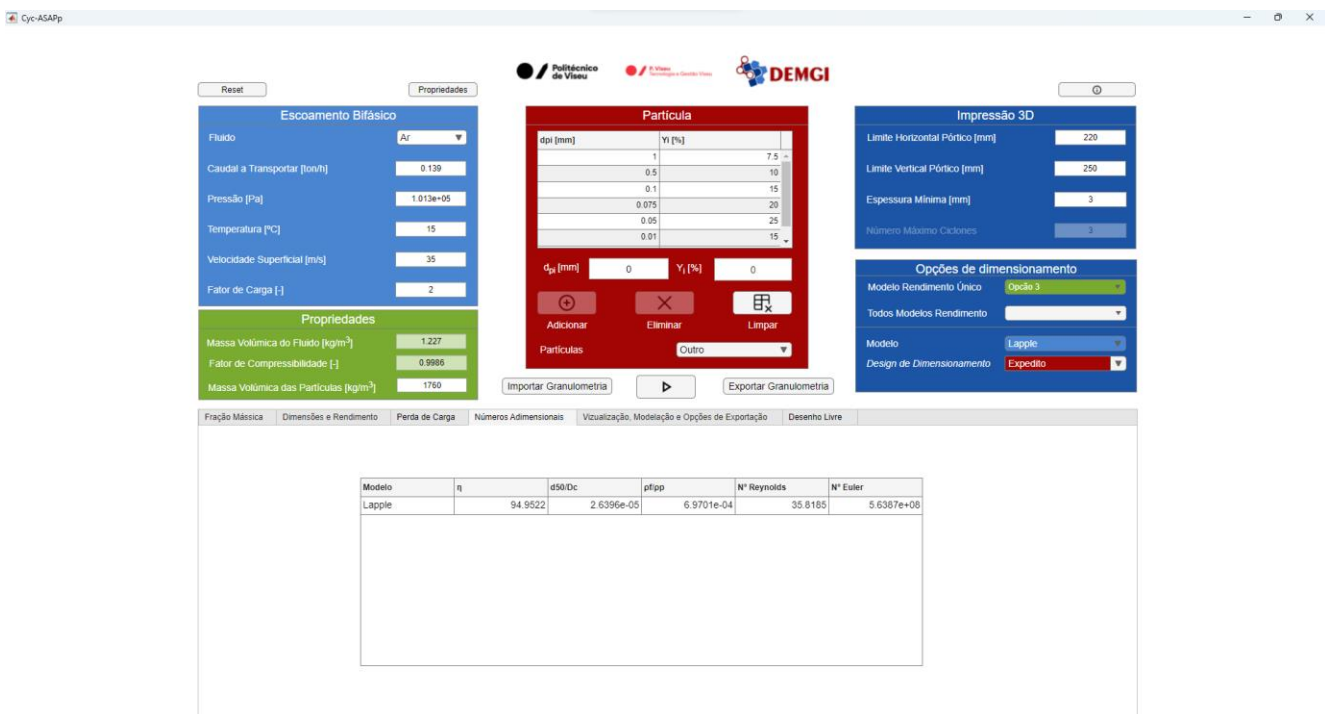 Cyc-ASAPp
Politécnico
de Viseu
DEMGI
Reset
Propriedades
Escoamento Bifásico
Fluido
Ar
Caudal a Transportar [ton/h]
0.139
Pressão [Pa]
1.013e+05
Temperatura [ºC]
15
Velocidade Superficial [m/s]
35
Fator de Carga [-]
2
Propriedades
Massa Volúmica do Fluido [kg/m³]
1.227
Fator de Compressibilidade [-]
0.9986
Massa Volúmica das Partículas [kg/m³]
1760
Partícula
dpi [mm] Yi [%]
1 7.5
0.5 10
0.1 15
0.075 20
0.05 25
0.01 15
dpi [mm] 0 Yi [%] 0
Adicionar Eliminar Limpar
Partículas Outro
Importar Granulometria Exportar Granulometria
Impressão 3D
Limite Horizontal Pórtico [mm] 220
Limite Vertical Pórtico [mm] 250
Espessura Mínima [mm] 3
Número Máximo Ciclones 3
Opções de dimensionamento
Modelo Rendimento Único Opcão 3
Todos Modelos Rendimento
Modelo Lapple
Design de Dimensionamento Expedito
Fração Mássica Dimensões e Rendimento Perda de Carga Números Adimensionais Vizualização, Modelação e Opções de Exportação Desenho Livre
Modelo η d50/Dc ρf/ρp Nº Reynolds Nº Euler
Lapple 94.9522 2.6396e-05 6.9701e-04 35.8185 5.6387e+08